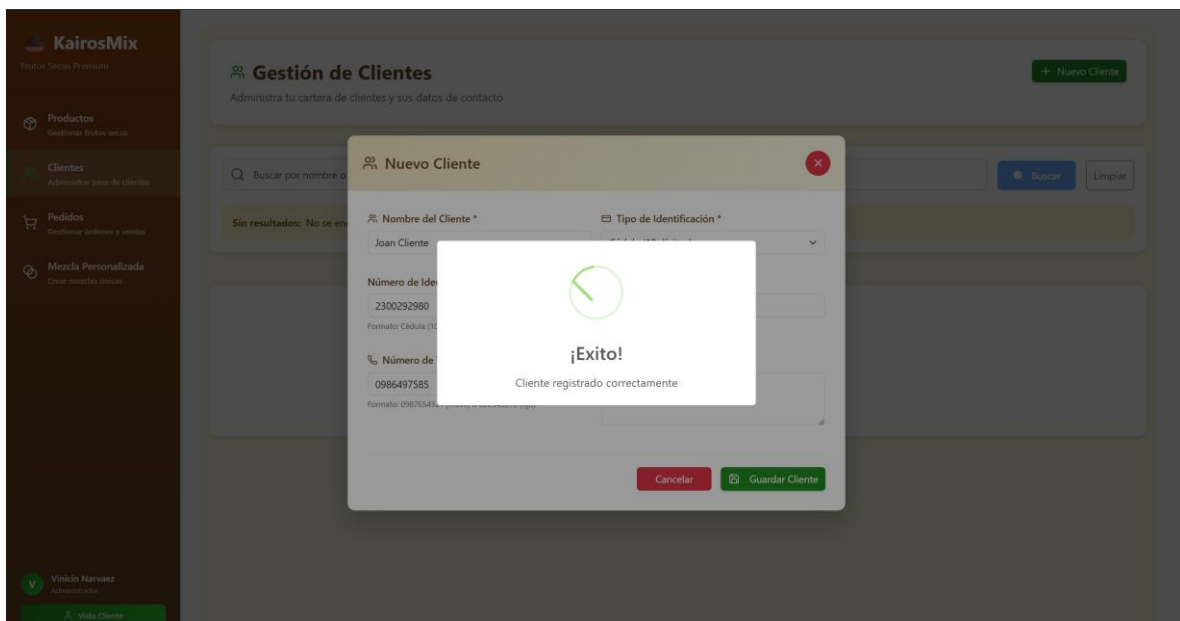 KairosMix
Frutos Secos Premium
Productos
Gestionar frutos secos
Clientes
Administrar base de clientes
Pedidos
Gestionar órdenes y ventas
Mezcla Personalizada
Crear mezclas únicas
Vinicio Narvaez
V
Administrador
Vista Cliente
Gestión de Clientes
+ Nuevo Cliente
Administra tu cartera de clientes y sus datos de contacto
Buscar por nombre o
Buscar
Limpiar
Sin resultados: No se en
Nuevo Cliente
Nombre del Cliente *
Tipo de Identificación *
Joan Cliente
Número de Iden
2300292980
Formato: Cédula (10
Número de
0986497585
¡Exito!
Cliente registrado correctamente
Cancelar
Guardar Cliente